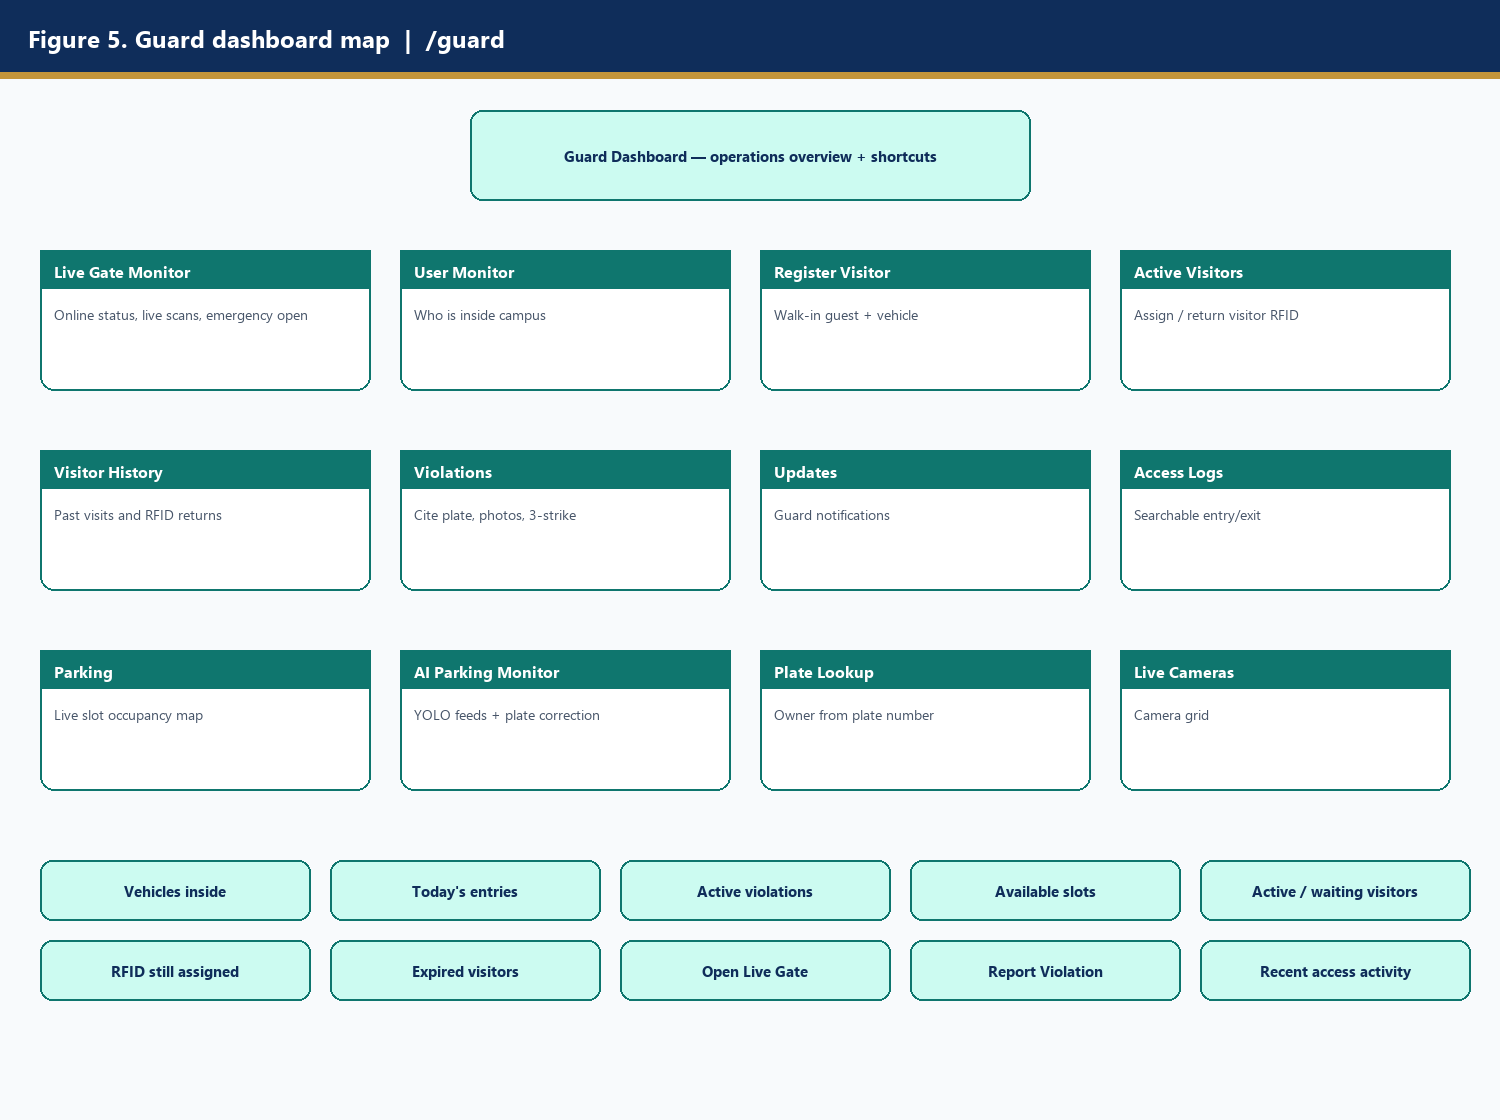 Figure 5. Guard dashboard map | /guard
Guard Dashboard — operations overview + shortcuts
Live Gate Monitor
Online status, live scans, emergency open
User Monitor
Who is inside campus
Register Visitor
Walk-in guest + vehicle
Active Visitors
Assign / return visitor RFID
Visitor History
Past visits and RFID returns
Violations
Cite plate, photos, 3-strike
Updates
Guard notifications
Access Logs
Searchable entry/exit
Parking
Live slot occupancy map
AI Parking Monitor
YOLO feeds + plate correction
Plate Lookup
Owner from plate number
Live Cameras
Camera grid
Vehicles inside
Today's entries
Active violations
Available slots
Active / waiting visitors
RFID still assigned
Expired visitors
Open Live Gate
Report Violation
Recent access activity